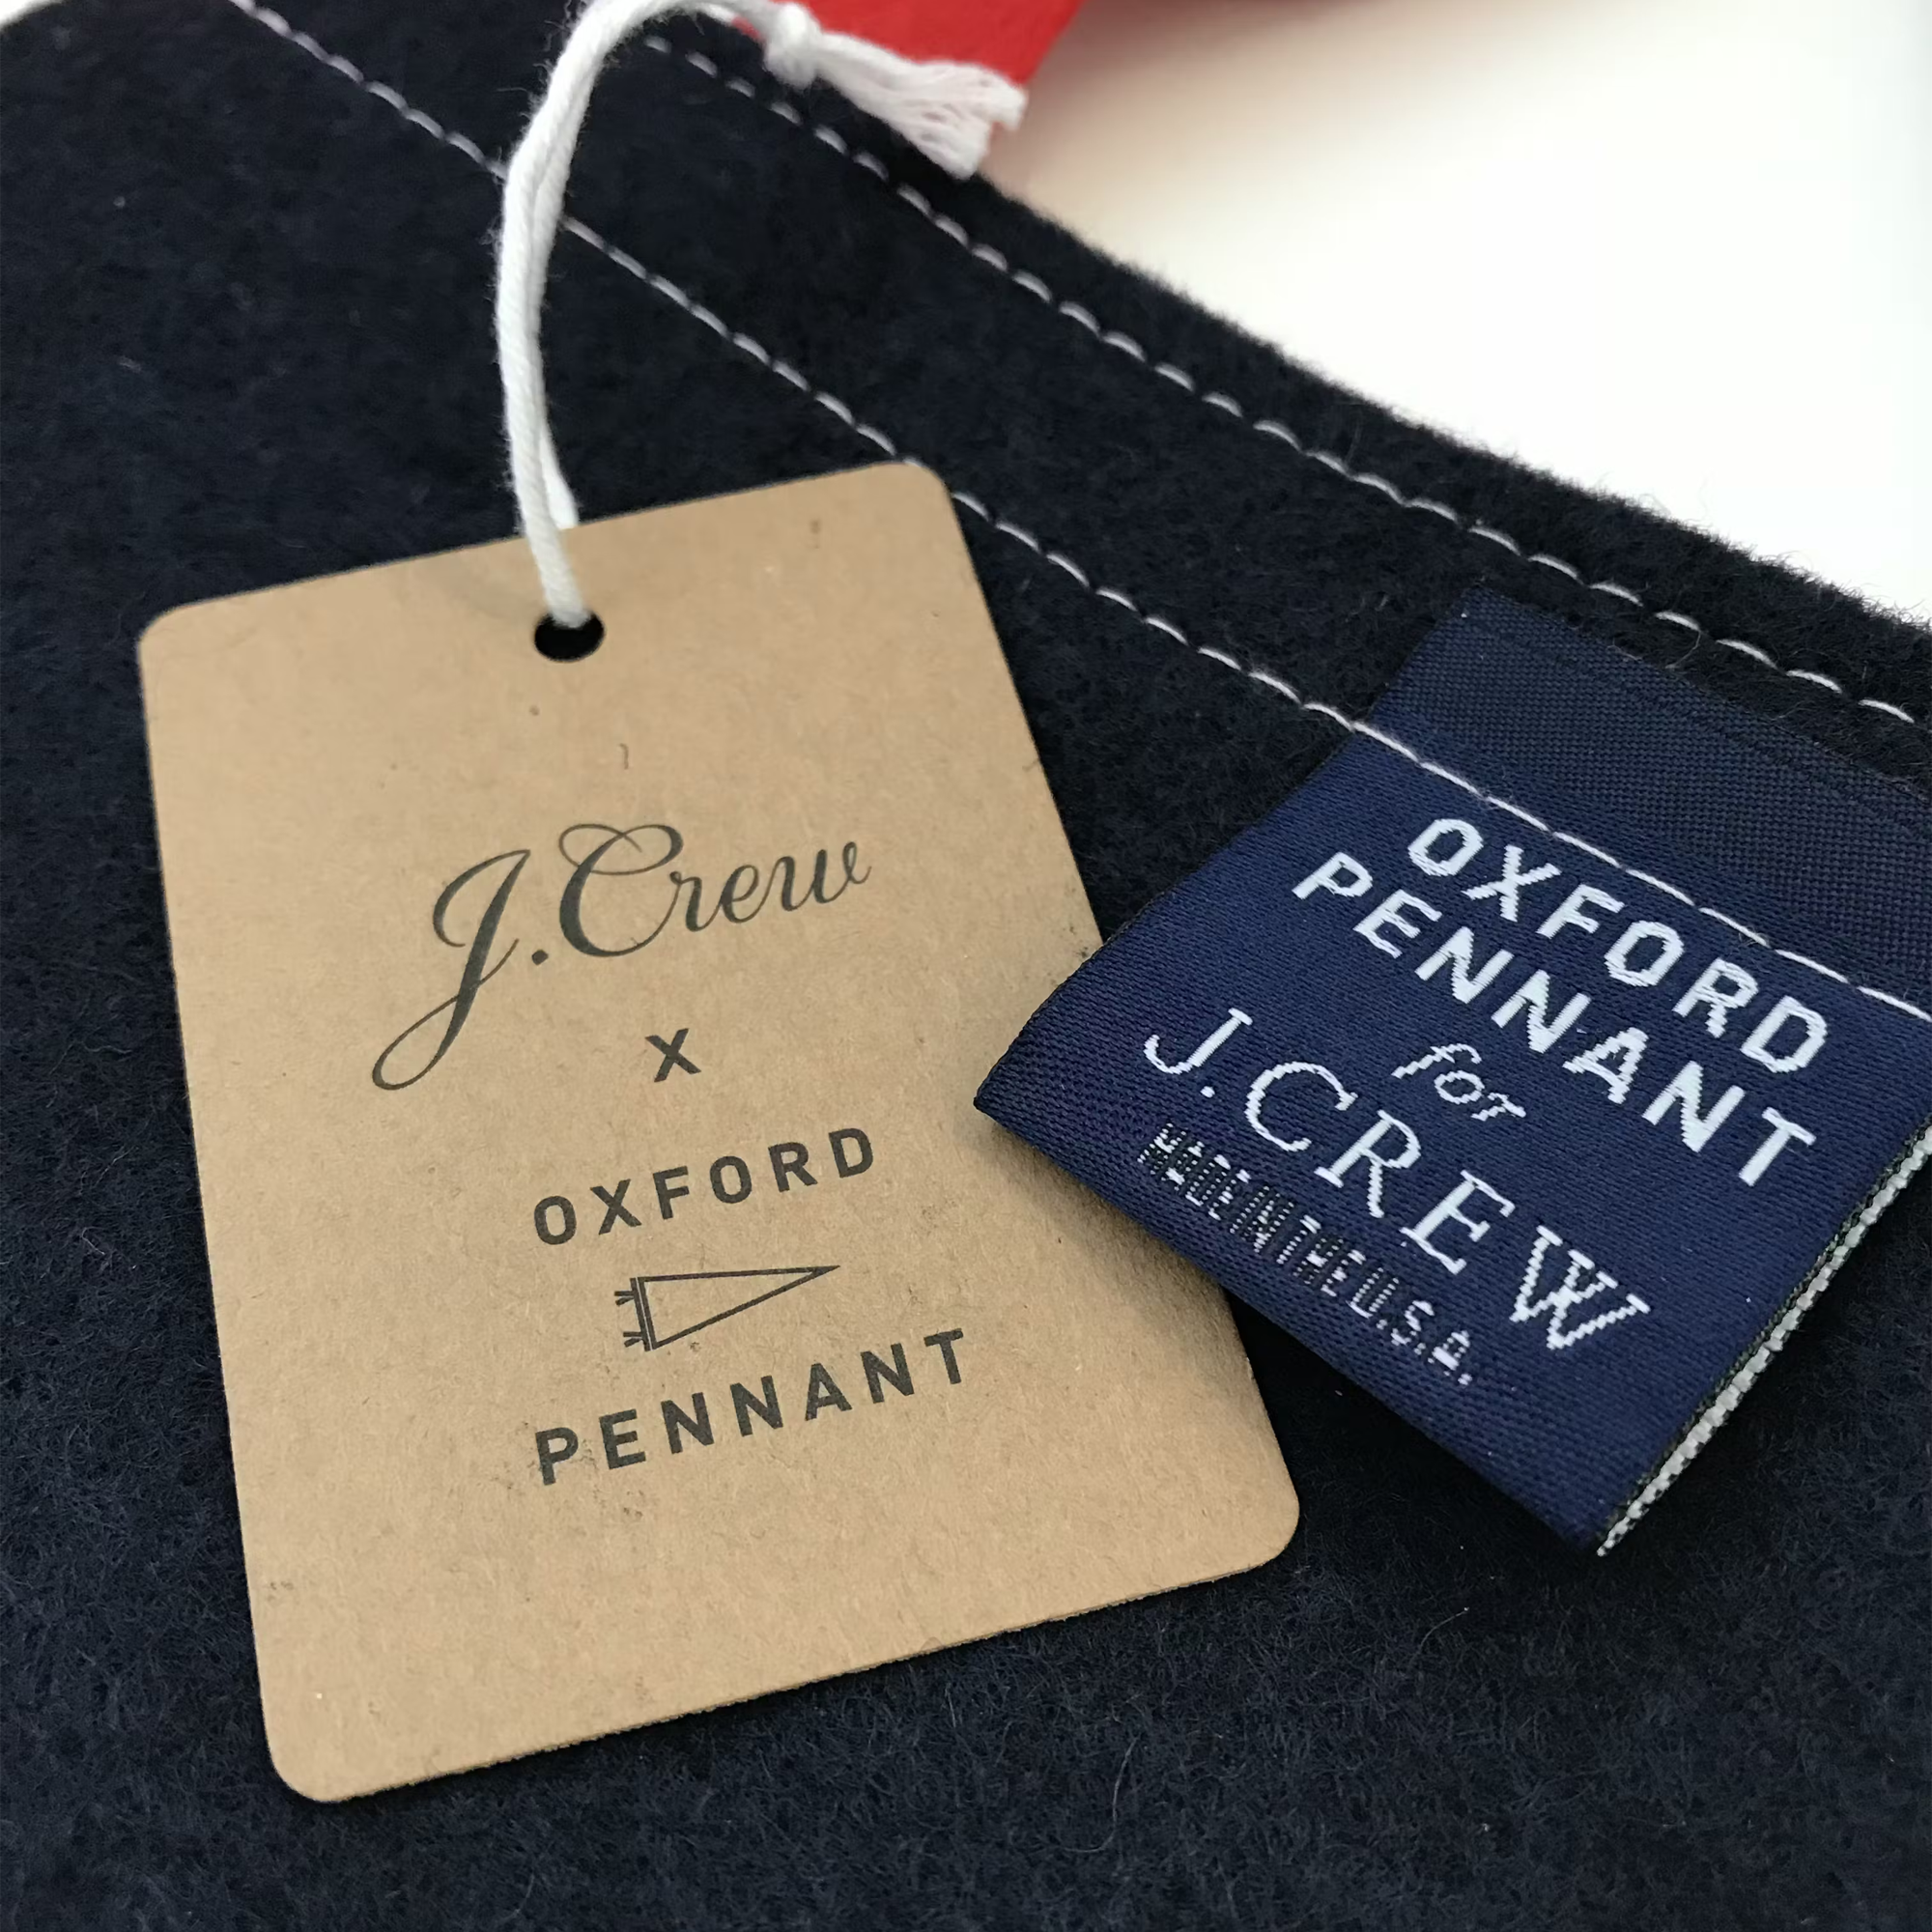 J.Crew
X
OXFORD
PENNANT
OXFORD
PENNANT
for
J.CREW
MADE IN THE U.S.A.